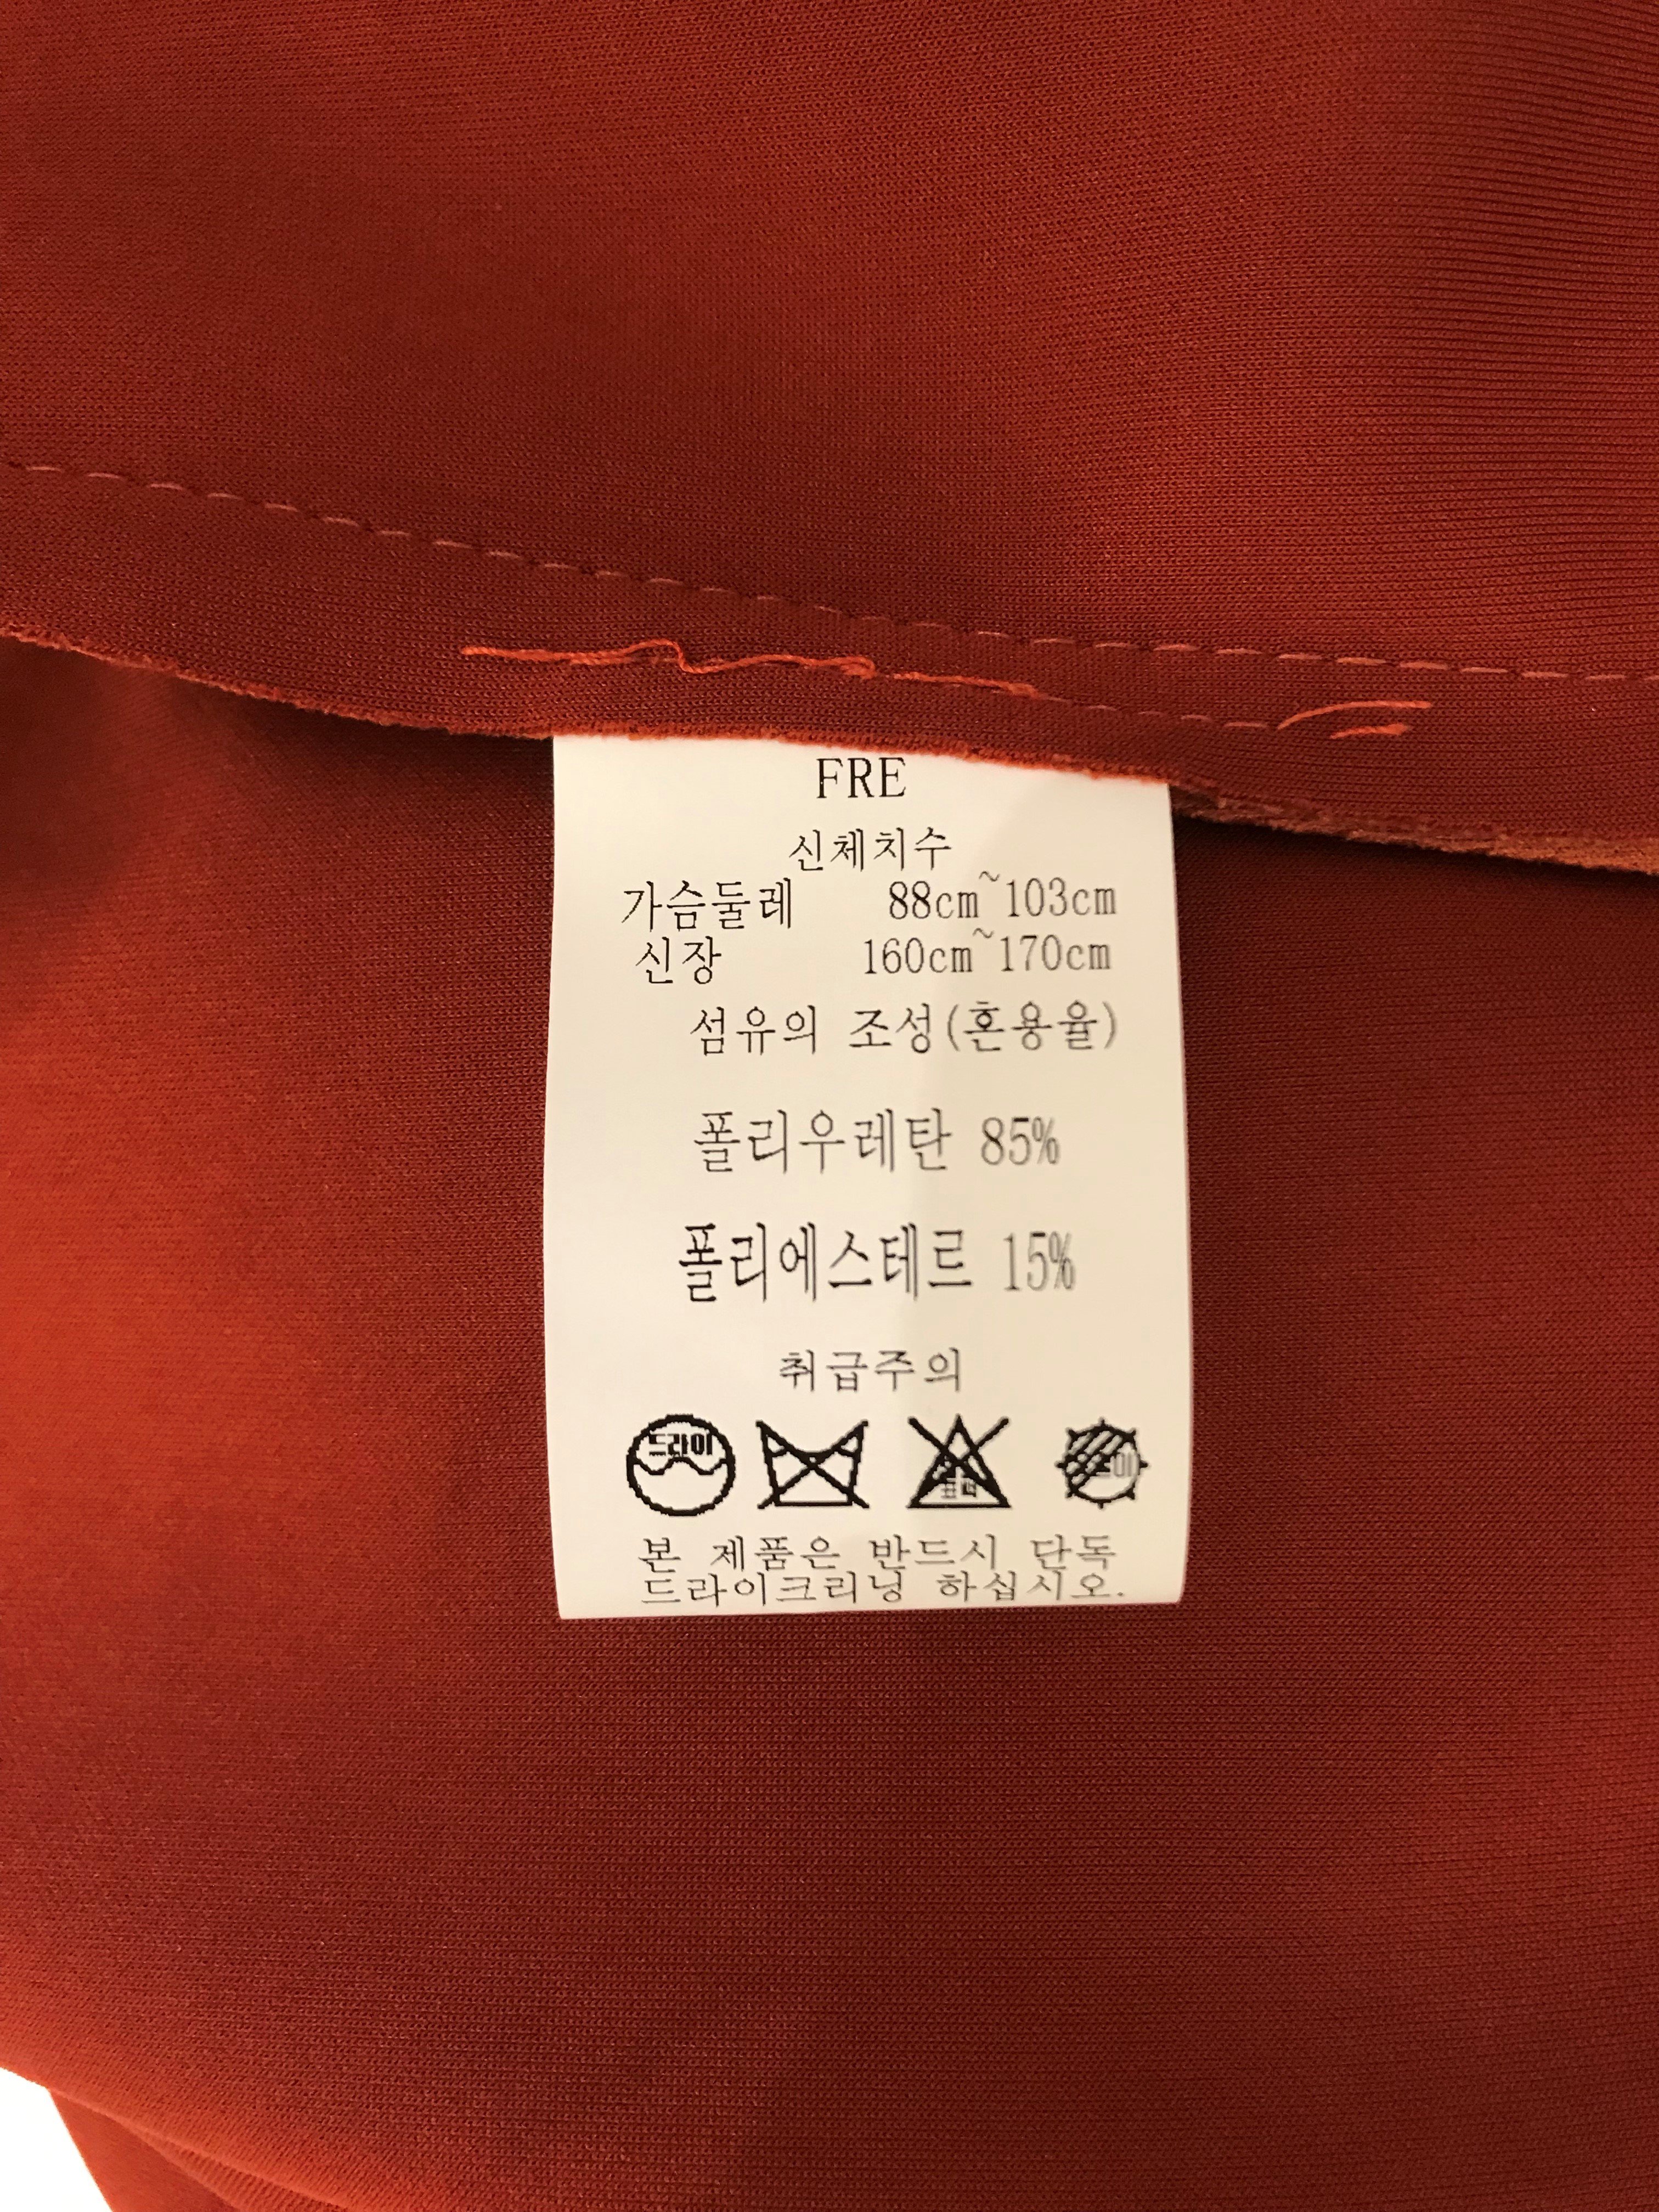 FRE
신체치수
가슴둘레 88cm~103cm
신장 160cm~170cm
섬유의 조성(혼용율)
폴리우레탄 85%
폴리에스테르 15%
취급주의
드라이
본 제품은 반드시 단독
드라이크리닝 하십시오.